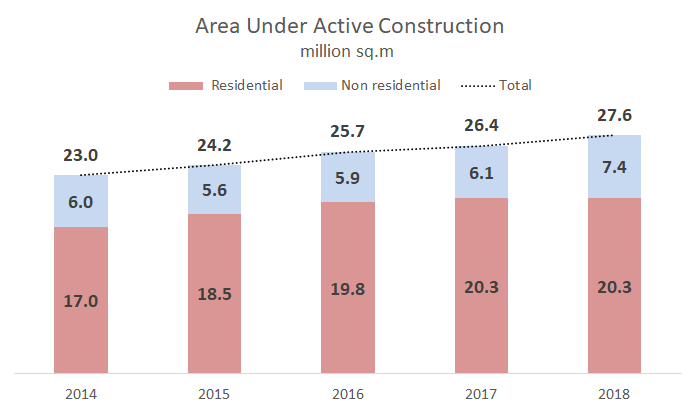 Area Under Active Construction
million sq.m
Residential Non residential Total
23.0 24.2 25.7 26.4 27.6
6.0 5.6 5.9 6.1 7.4
17.0 18.5 19.8 20.3 20.3
2014 2015 2016 2017 2018